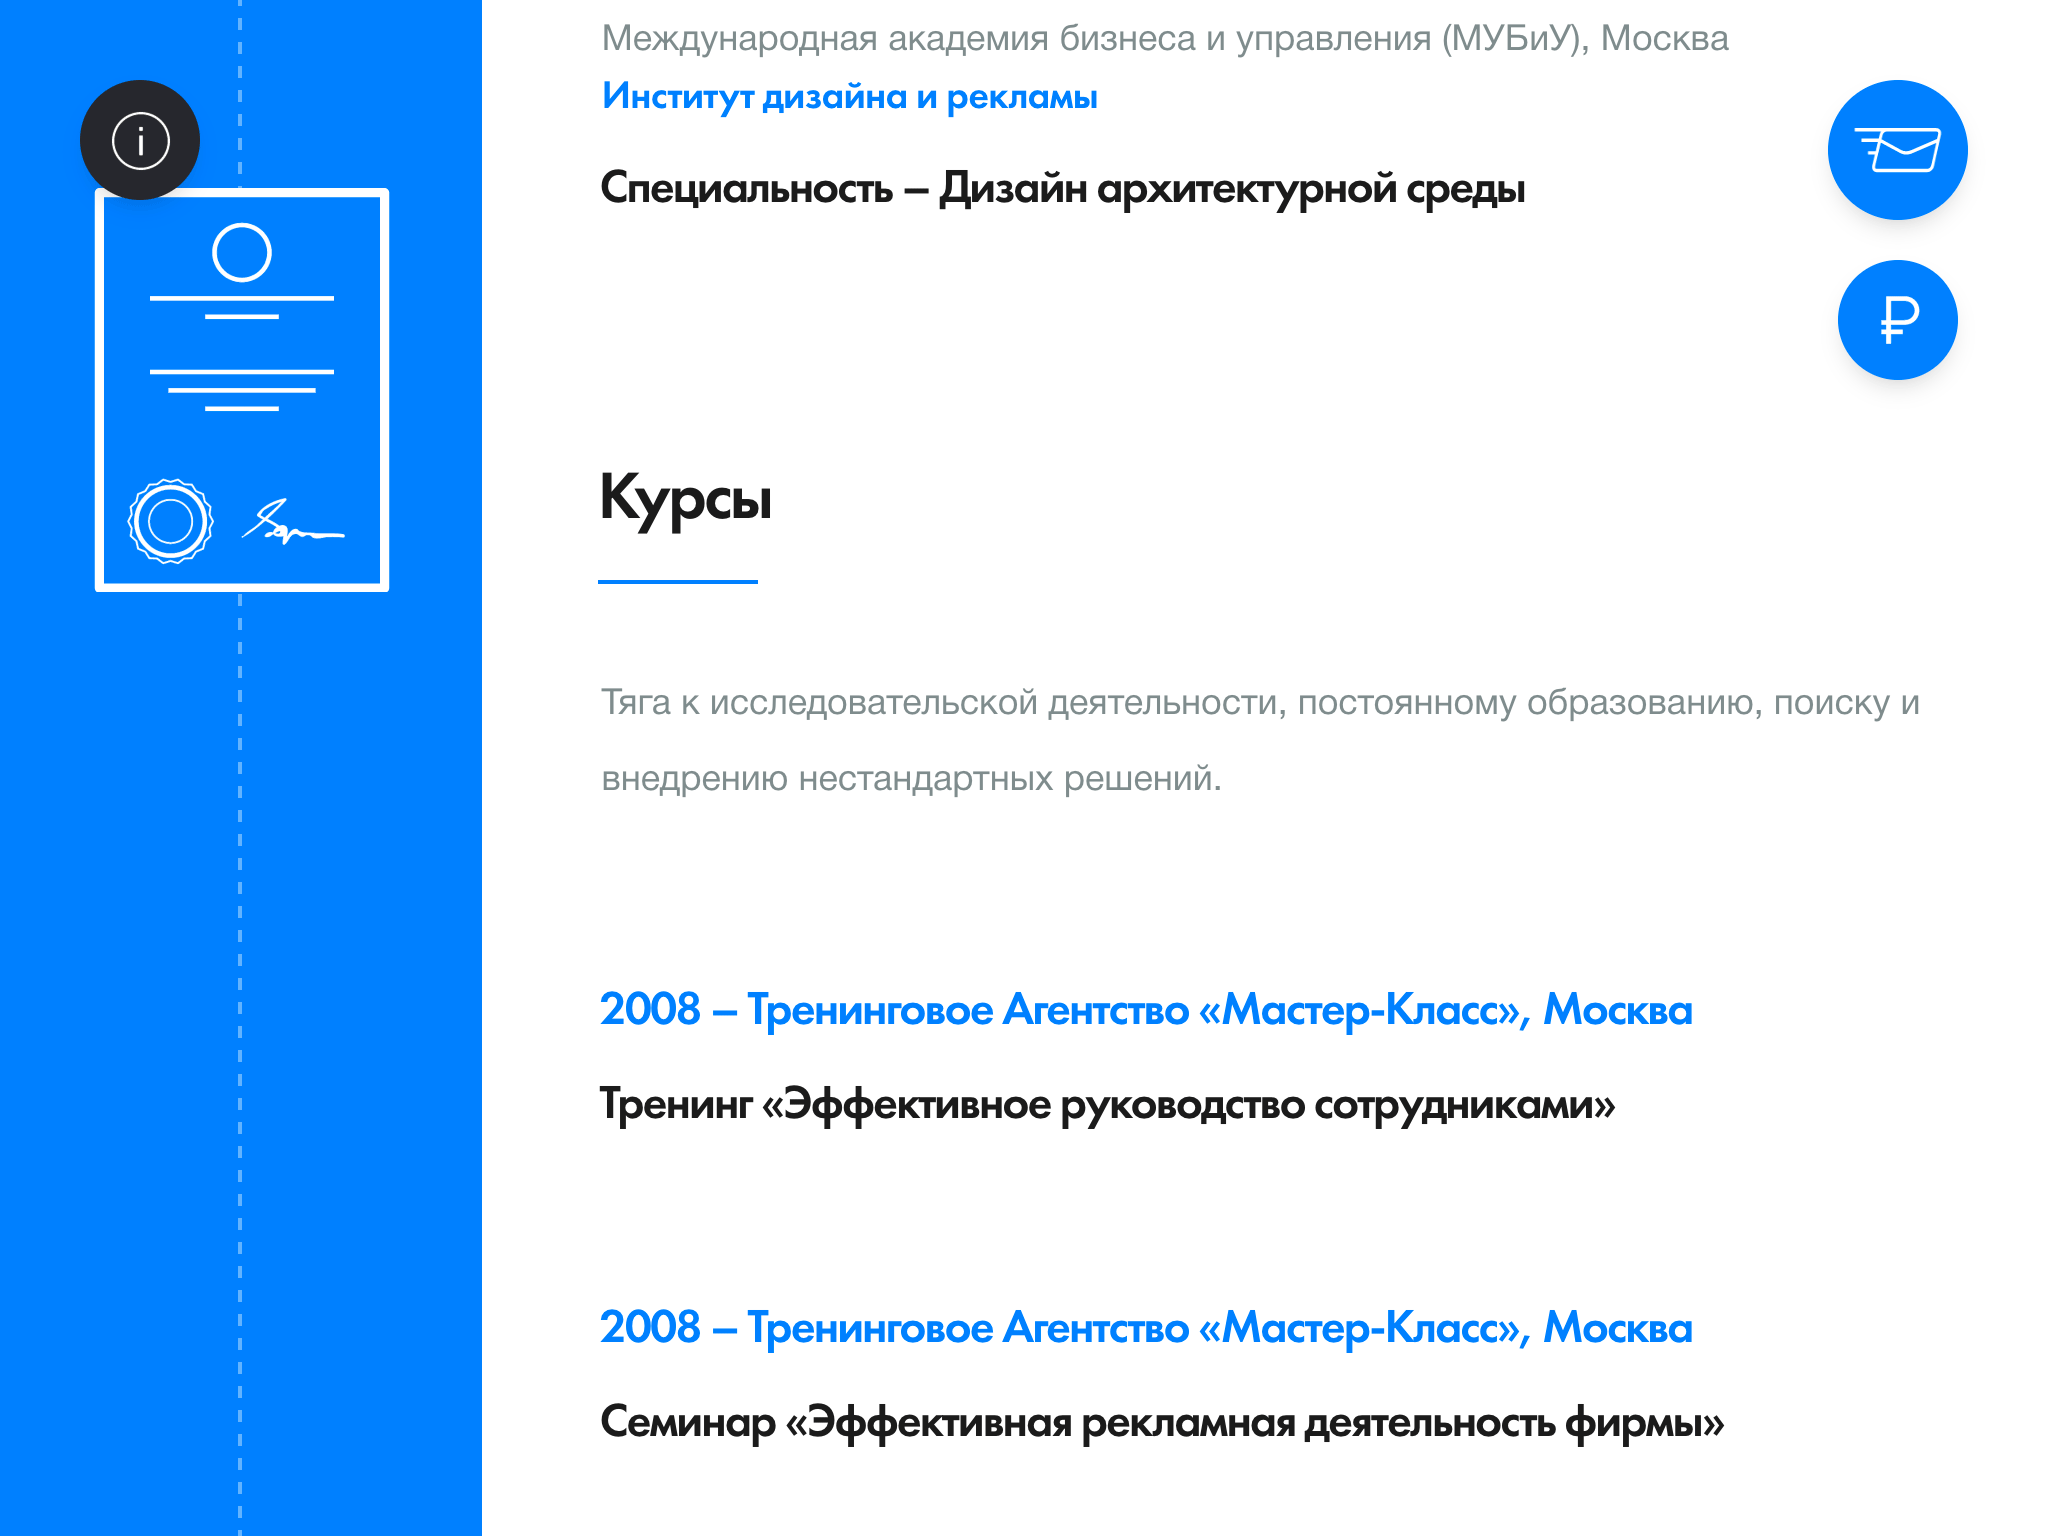 Международная академия бизнеса и управления (МУБиУ), Москва
Институт дизайна и рекламы
Специальность – Дизайн архитектурной среды
Курсы
Тяга к исследовательской деятельности, постоянному образованию, поиску и
внедрению нестандартных решений.
2008 – Тренинговое Агентство «Мастер-Класс», Москва
Тренинг «Эффективное руководство сотрудниками»
2008 – Тренинговое Агентство «Мастер-Класс», Москва
Семинар «Эффективная рекламная деятельность фирмы»